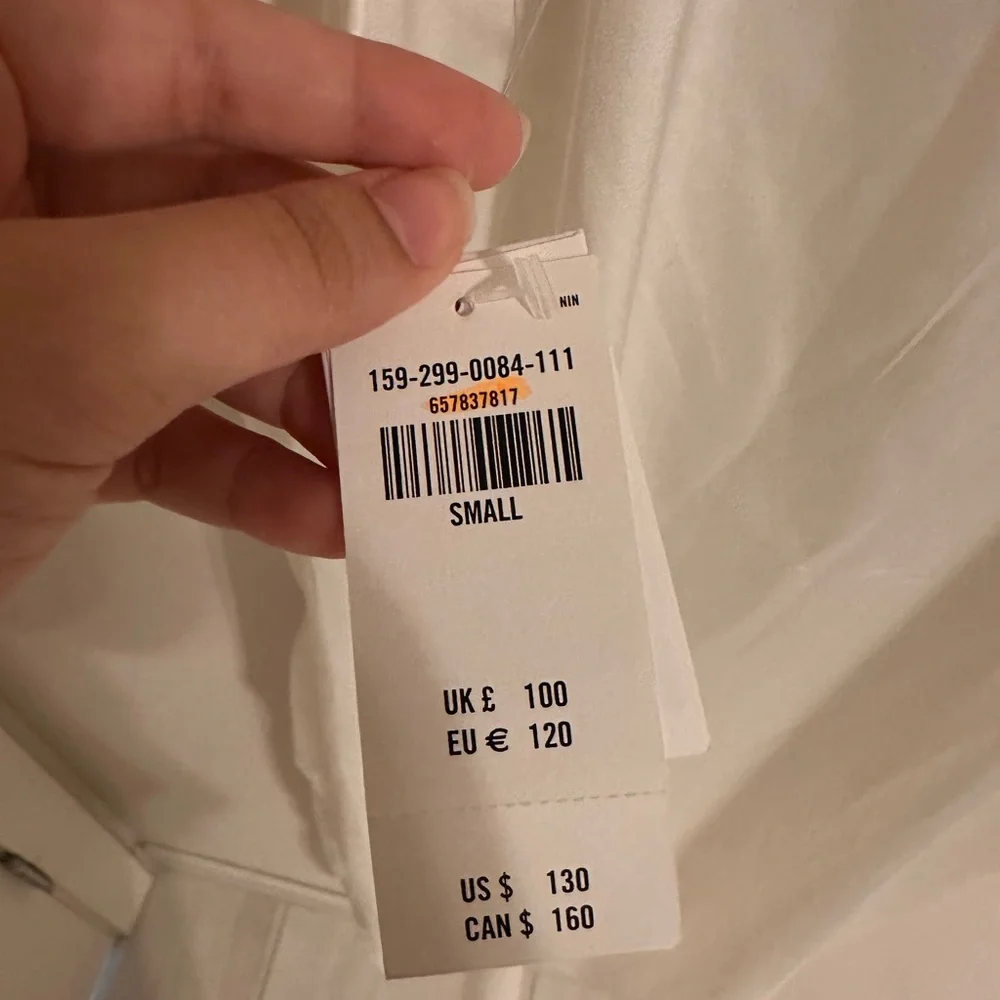 NIN
159-299-0084-111
657837817
SMALL
UK £ 100
EU € 120
US $ 130
CAN $ 160